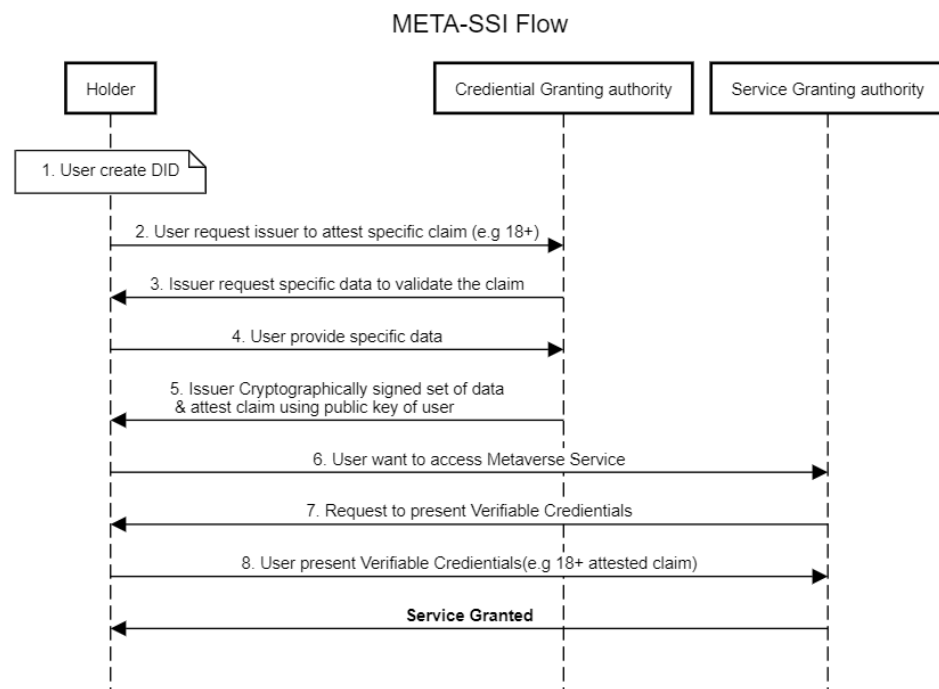 META-SSI Flow
Holder
Crediential Granting authority
Service Granting authority
1. User create DID
2. User request issuer to attest specific claim (e.g 18+)
3. Issuer request specific data to validate the claim
4. User provide specific data
5. Issuer Cryptographically signed set of data
& attest claim using public key of user
6. User want to access Metaverse Service
7. Request to present Verifiable Credentials
8. User present Verifiable Credentials(e.g 18+ attested claim)
Service Granted